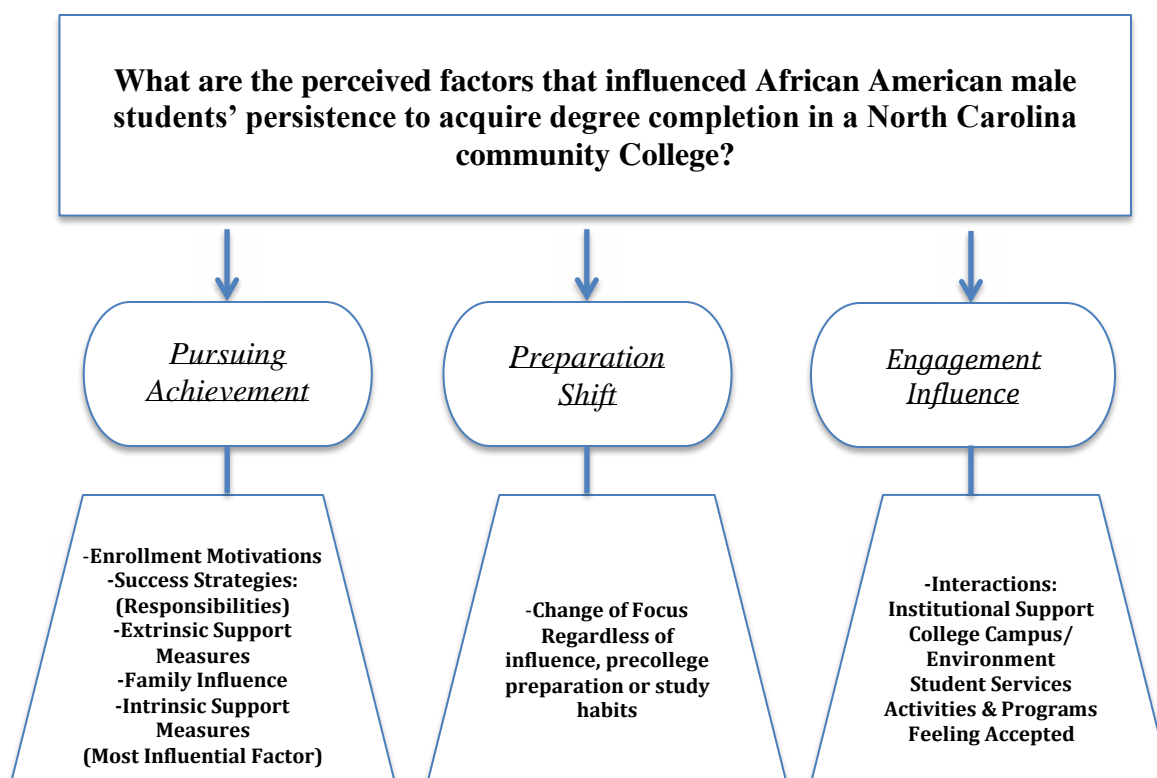 What are the perceived factors that influenced African American male
students’ persistence to acquire degree completion in a North Carolina
community College?
Pursuing
Achievement
Preparation
Shift
Engagement
Influence
-Enrollment Motivations
-Success Strategies:
(Responsibilities)
-Extrinsic Support
Measures
-Family Influence
-Intrinsic Support
Measures
(Most Influential Factor)
-Change of Focus
Regardless of
influence, precollege
preparation or study
habits
-Interactions:
Institutional Support
College Campus/
Environment
Student Services
Activities & Programs
Feeling Accepted